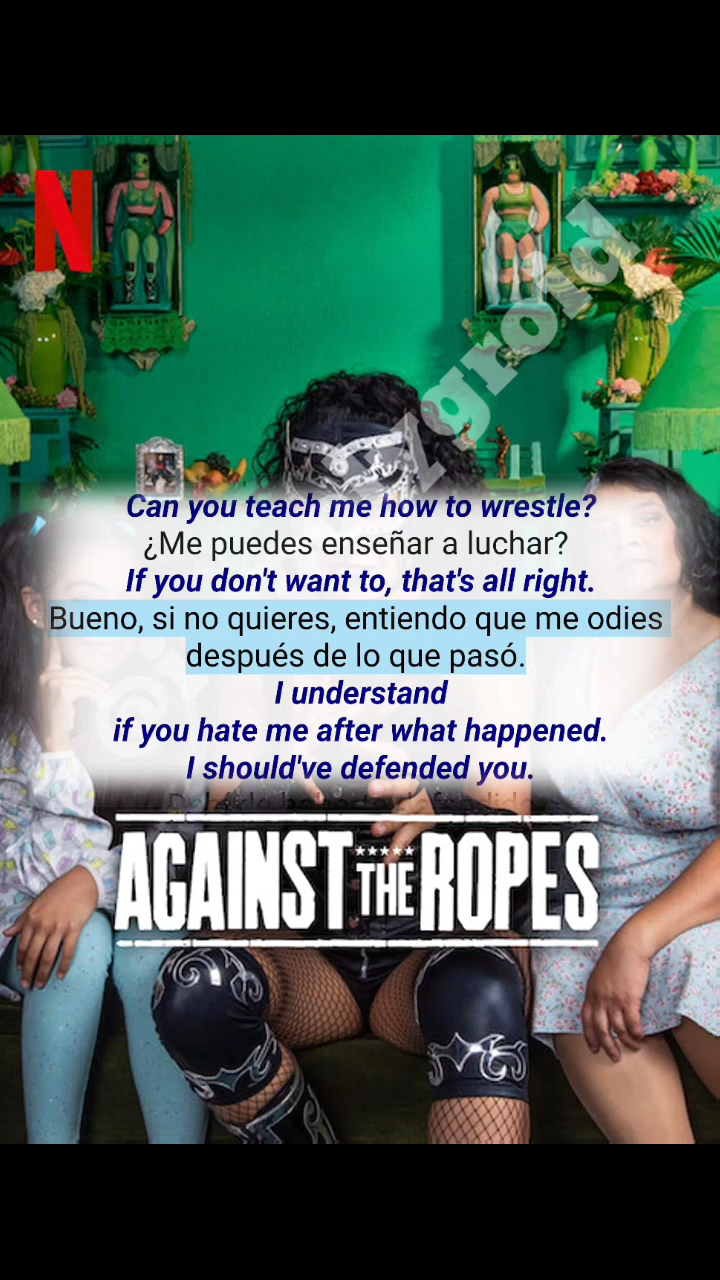 N
Can you teach me how to wrestle?
¿Me puedes enseñar a luchar?
If you don't want to, that's all right.
Bueno, si no quieres, entiendo que me odies
después de lo que pasó.
I understand
if you hate me after what happened.
I should've defended you.
AGAINST THE ROPES